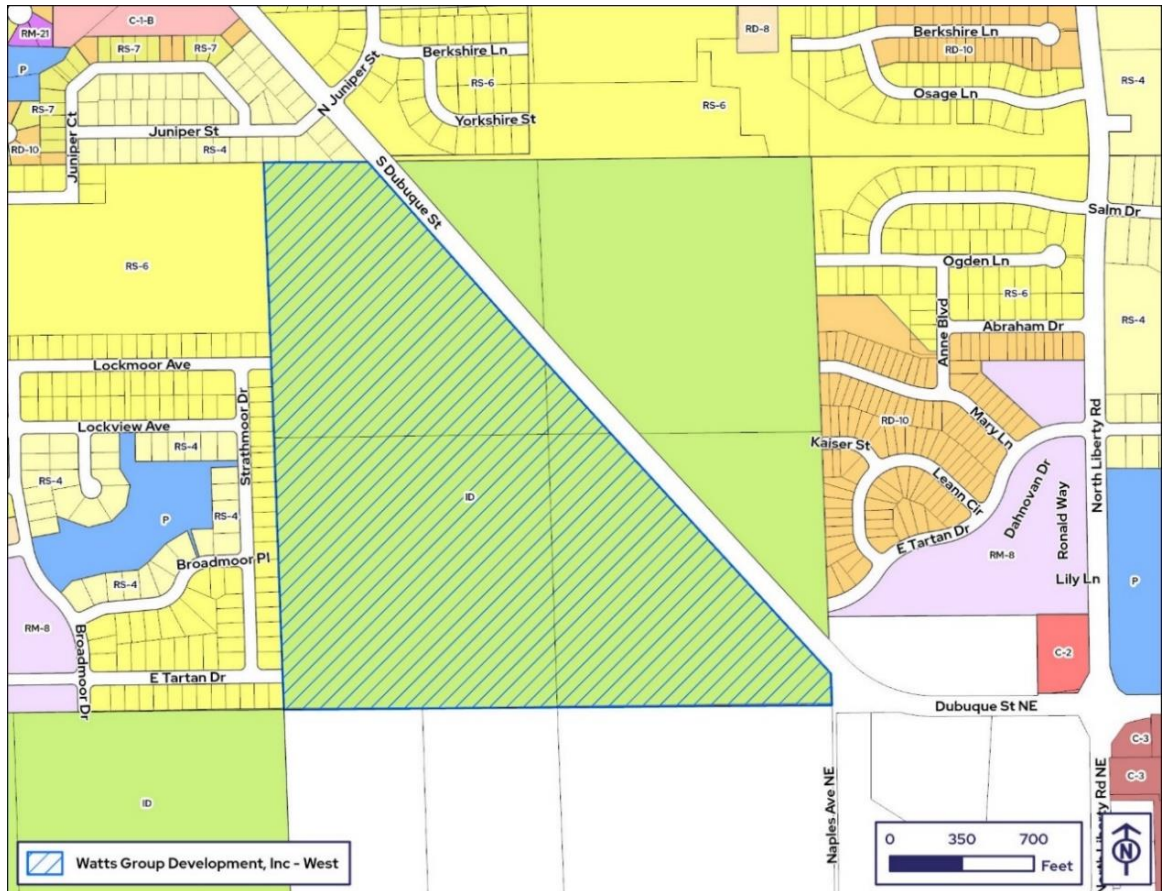 C-1-B
RM-21
RS-7
RS-7
P
RS-7
RD-10
Juniper Ct
Juniper St
RS-4
N Juniper St
Berkshire Ln
RS-6
Yorkshire St
RD-8
RS-6
Berkshire Ln
RD-10
Osage Ln
RS-4
S Dubuque St
Salm Dr
Ogden Ln
RS-6
RS-4
Anne Blvd
Abraham Dr
RS-6
Lockmoor Ave
Strathmoor Dr
Lockview Ave
RS-4
RS-4
RS-4
P
Broadmoor Pl
RS-4
RM-8
Broadmoor Dr
E Tartan Dr
ID
RD-10
Mary Ln
Kaiser St
Leann Cir
E Tartan Dr
Dahnovan Dr
Ronald Way
North Liberty Rd
RM-8
Lily Ln
P
C-2
Dubuque St NE
C-3
C-3
Naples Ave NE
North Liberty Rd NE
ID
Watts Group Development, Inc - West
0 350 700
Feet
N